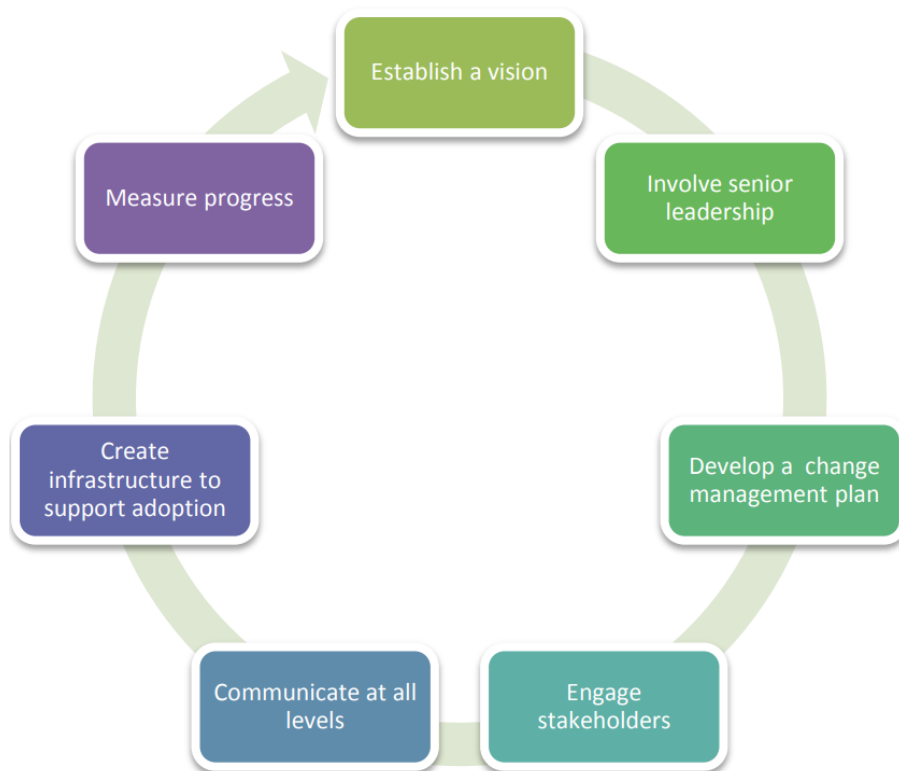 Establish a vision
Involve senior
leadership
Develop a  change
management plan
Engage
stakeholders
Communicate at all
levels
Create
infrastructure to
support adoption
Measure progress